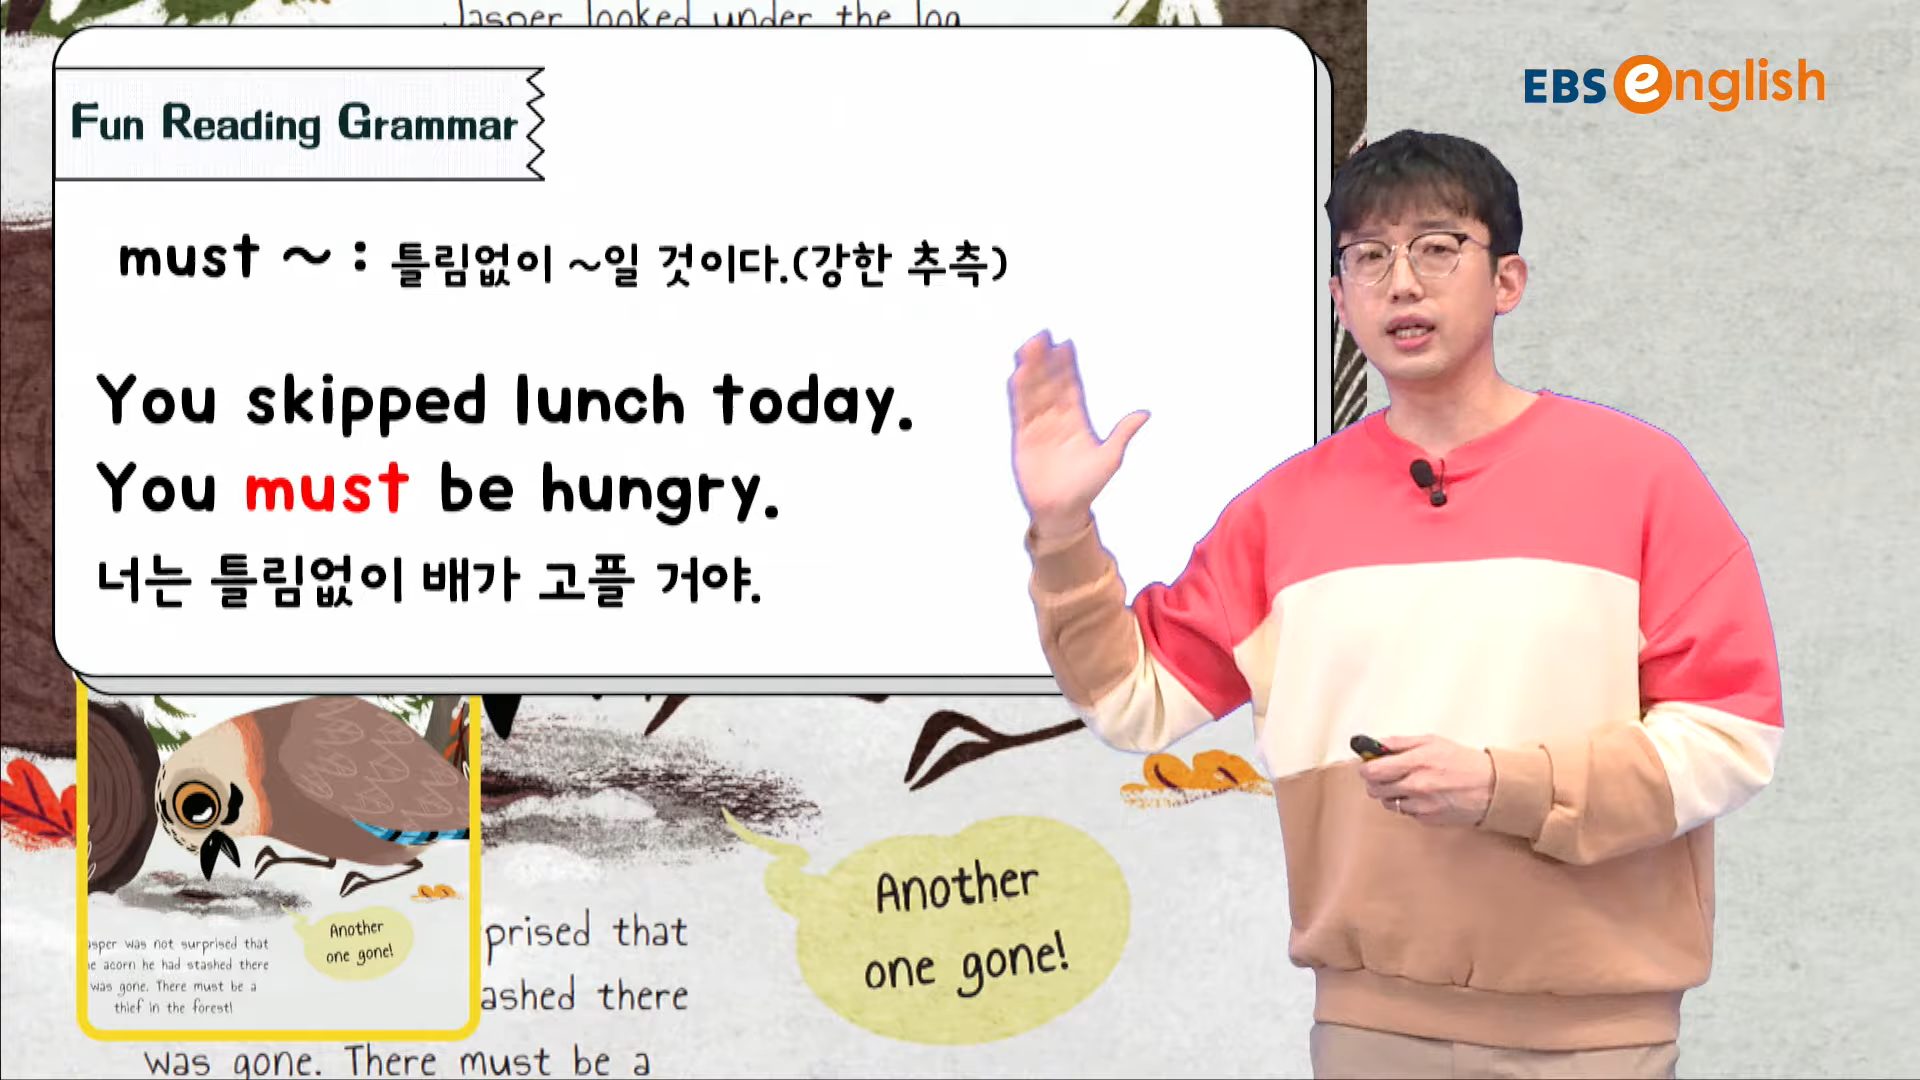 Jasper looked under the log
EBS english
Fun Reading Grammar
must ~ : 틀림없이 ~일 것이다.(강한 추측)
You skipped lunch today.
You must be hungry.
너는 틀림없이 배가 고플 거야.
Another
one gone!
asper was not surprised that
e acorn he had stashed there
was gone. There must be a
thief in the forest!
Another
one gone!
prised that
ashed there
was gone. There must be a